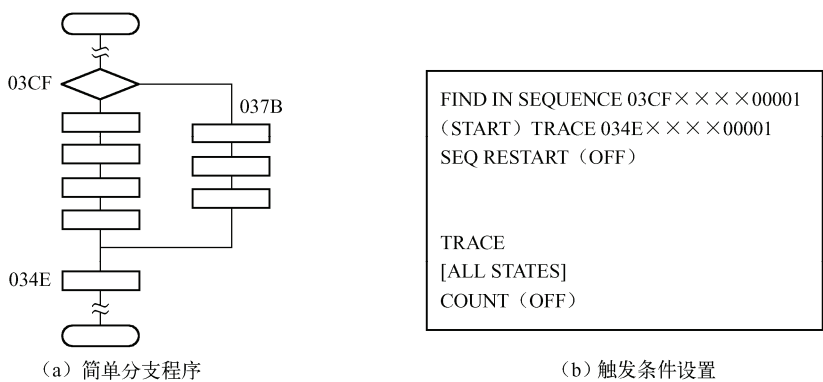 03CF
037B
034E
(a) 简单分支程序
FIND IN SEQUENCE 03CF××××00001
(START) TRACE 034E××××00001
SEQ RESTART (OFF)
TRACE
[ALL STATES]
COUNT (OFF)
(b) 触发条件设置